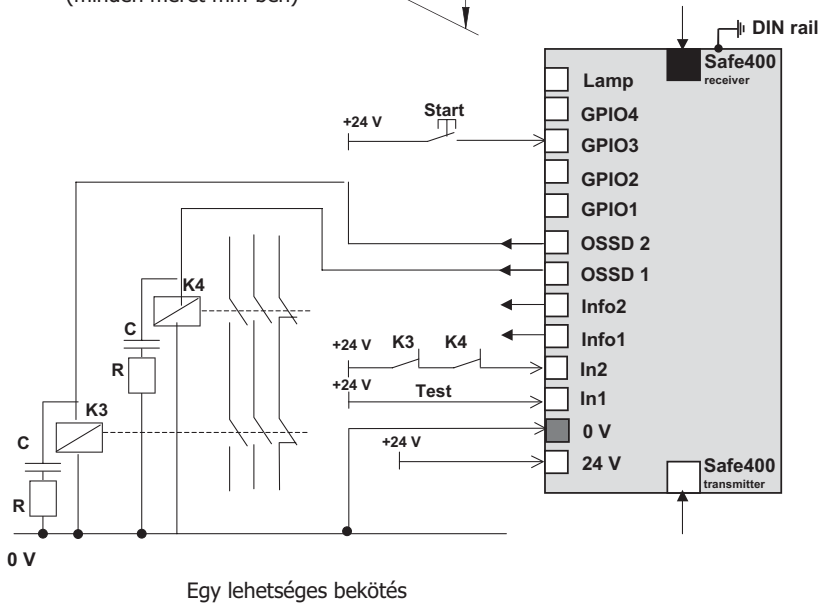 (minden méret mm-ben)
DIN rail
Safe400
receiver
Lamp
GPIO4
+24 V
Start
GPIO3
GPIO2
GPIO1
OSSD 2
OSSD 1
Info2
Info1
K4
C
R
+24 V
K3
K4
In2
+24 V
Test
In1
K3
C
R
0 V
+24 V
24 V
Safe400
transmitter
0 V
Egy lehetséges bekötés